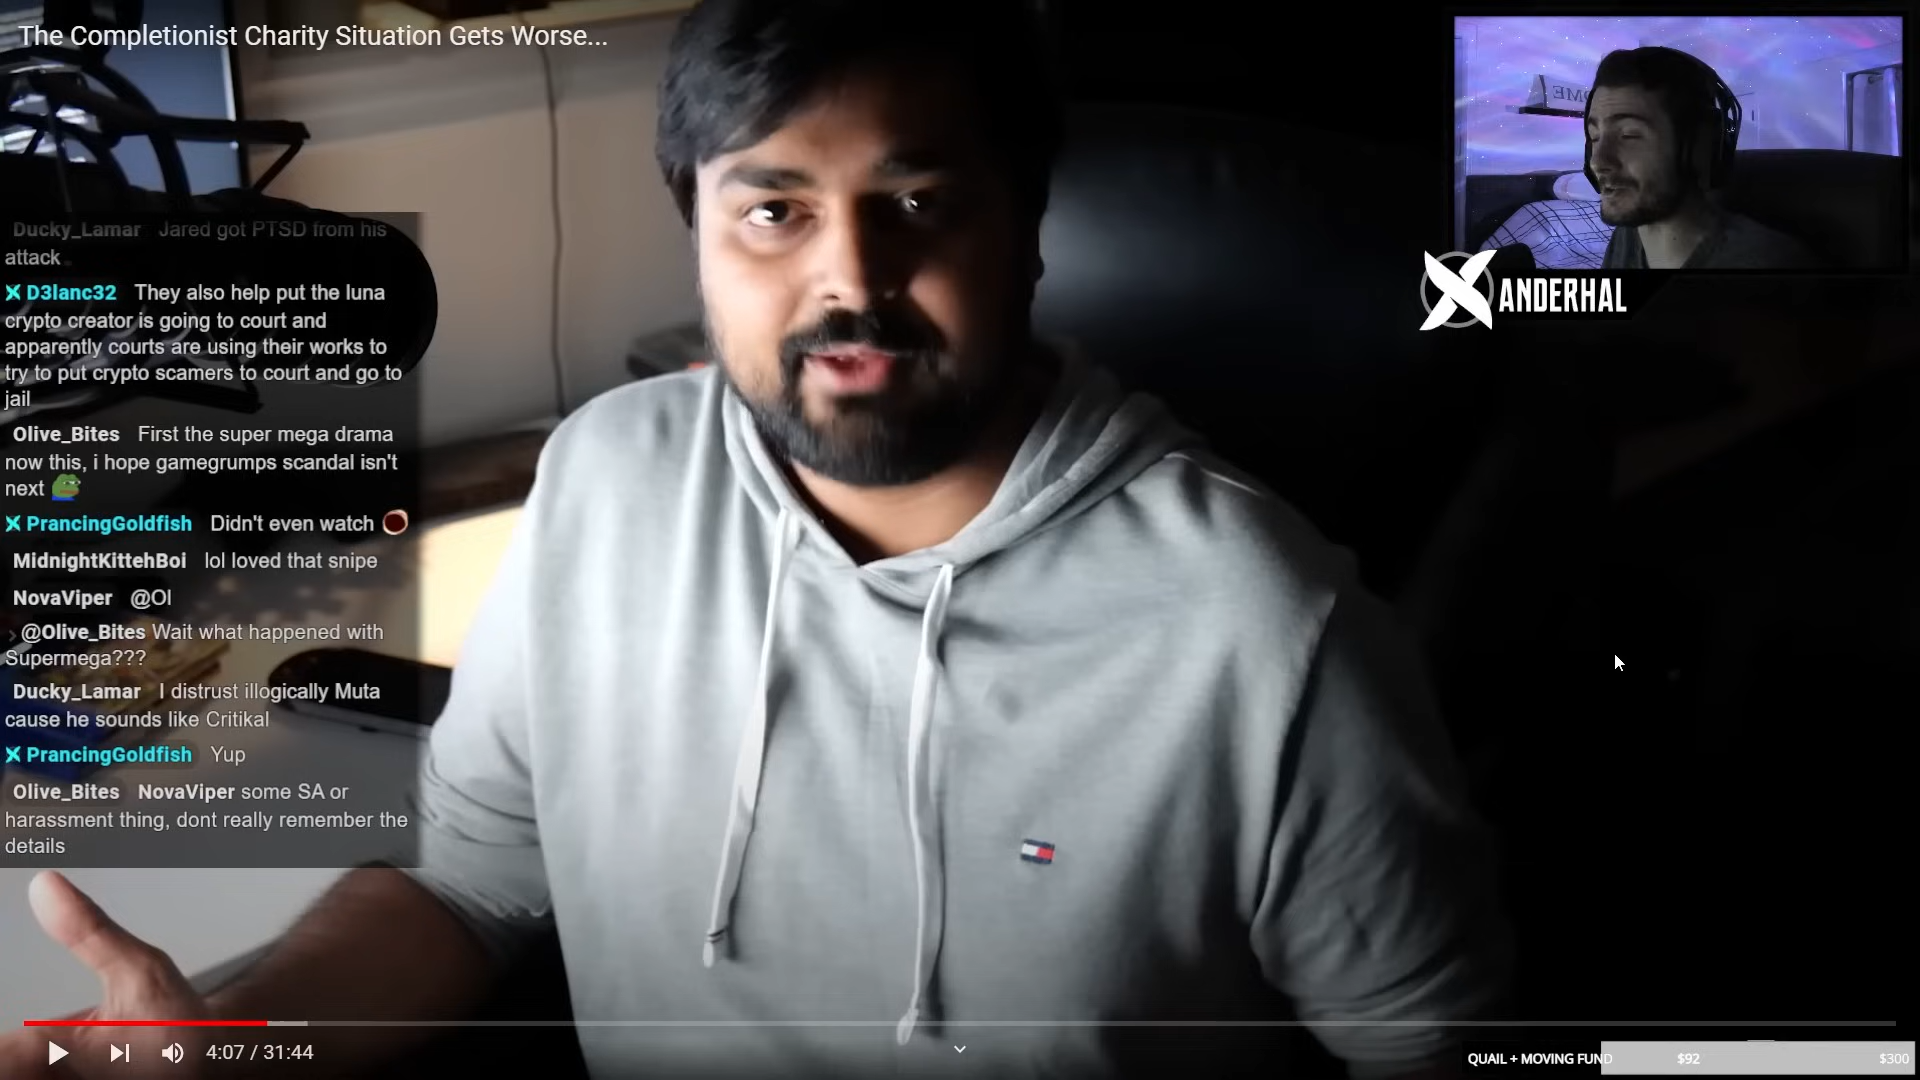 The Completionist Charity Situation Gets Worse...
Ducky_Lamar Jared got PTSD from his
attack
D3lanc32 They also help put the luna
crypto creator is going to court and
apparently courts are using their works to
try to put crypto scamers to court and go to
jail
Olive_Bites First the super mega drama
now this, i hope gamegrumps scandal isn't
next
PrancingGoldfish Didn't even watch
MidnightKittehBoi lol loved that snipe
NovaViper @Ol
@Olive_Bites Wait what happened with
Supermega???
Ducky_Lamar I distrust illogically Muta
cause he sounds like Critikal
PrancingGoldfish Yup
Olive_Bites NovaViper some SA or
harassment thing, dont really remember the
details
XANDERHAL
4:07 / 31:44
QUAIL + MOVING FUND $92 $300